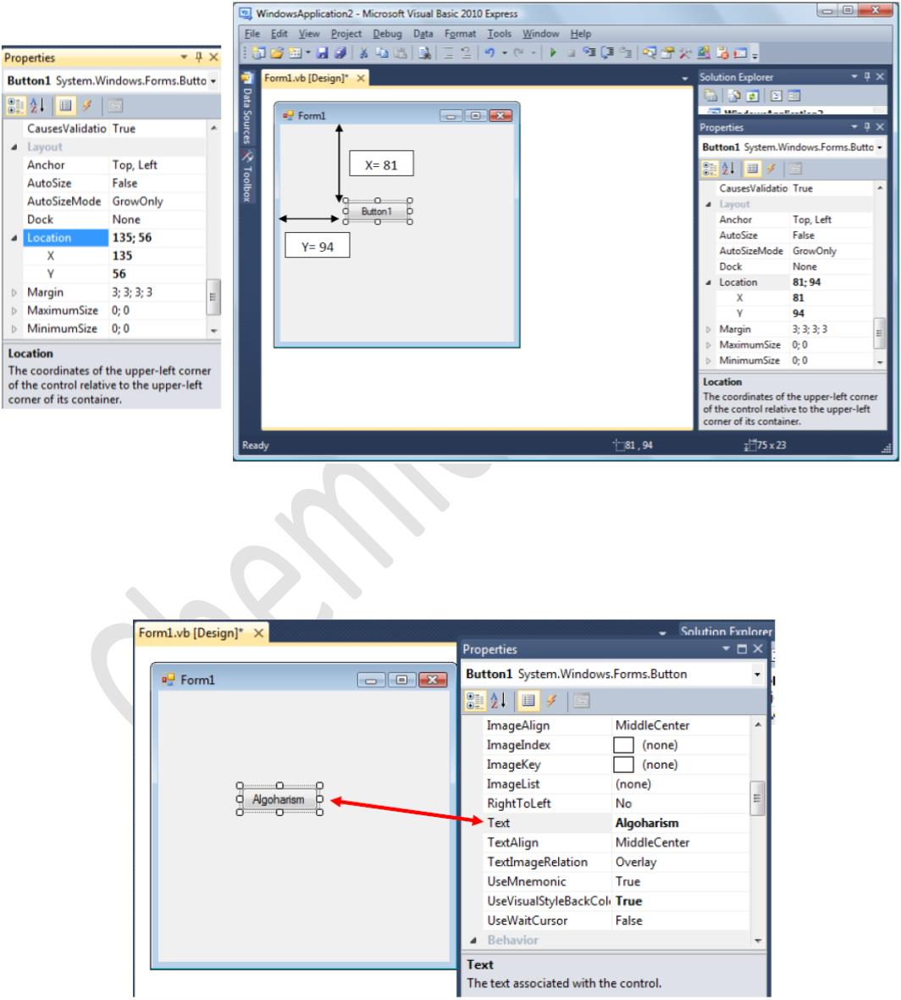 Properties
Button1 System.Windows.Forms.Butto
CausesValidatio True
Layout
Anchor Top, Left
AutoSize False
AutoSizeMode GrowOnly
Dock None
Location 135; 56
X 135
Y 56
Margin 3; 3; 3; 3
MaximumSize 0; 0
MinimumSize 0; 0
Location
The coordinates of the upper-left corner
of the control relative to the upper-left
corner of its container.
WindowsApplication2 - Microsoft Visual Basic 2010 Express
File Edit View Project Debug Data Format Tools Window Help
Data Sources
Toolbox
Form1.vb [Design]*
Form1
X= 81
Button1
Y= 94
Solution Explorer
WindowsApplication2
Properties
Button1 System.Windows.Forms.Butto
CausesValidatio True
Layout
Anchor Top, Left
AutoSize False
AutoSizeMode GrowOnly
Dock None
Location 81; 94
X 81
Y 94
Margin 3; 3; 3; 3
MaximumSize 0; 0
MinimumSize 0; 0
Location
The coordinates of the upper-left corner
of the control relative to the upper-left
corner of its container.
Ready 81 , 94 75 x 23
Form1.vb [Design]*
Solution Explorer
Form1
Algoharism
Properties
Button1 System.Windows.Forms.Button
ImageAlign MiddleCenter
ImageIndex (none)
ImageKey (none)
ImageList (none)
RightToLeft No
Text Algoharism
TextAlign MiddleCenter
TextImageRelation Overlay
UseMnemonic True
UseVisualStyleBackCol True
UseWaitCursor False
Behavior
Text
The text associated with the control.